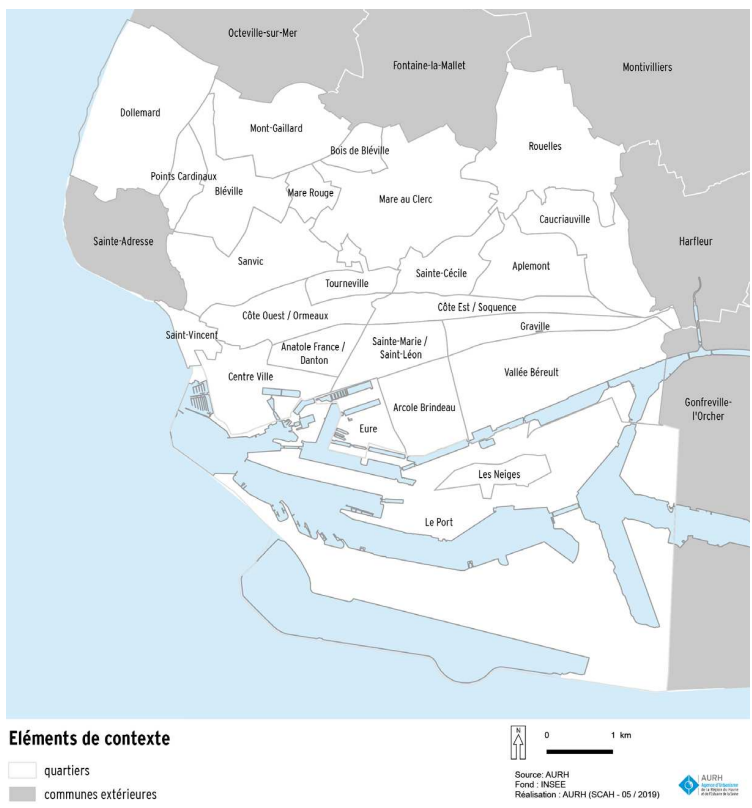 Octeville-sur-Mer
Fontaine-la-Mallet
Montivilliers
Dollemard
Mont-Gaillard
Bois de Bléville
Rouelles
Points Cardinaux
Bléville
Mare Rouge
Mare au Clerc
Caucriauville
Sainte-Adresse
Sanvic
Harfleur
Sainte-Cécile
Aplemont
Tourneville
Côte Ouest / Ormeaux
Côte Est / Soquence
Saint-Vincent
Graville
Anatole France /
Danton
Sainte-Marie /
Saint-Léon
Centre Ville
Vallée Béreult
Arcole Brindeau
Gonfreville-
l'Orcher
Eure
Les Neiges
Le Port
Eléments de contexte
quartiers
communes extérieures
N
0 1 km
Source: AURH
Fond : INSEE
Réalisation : AURH (SCAH - 05 / 2019)
AURH